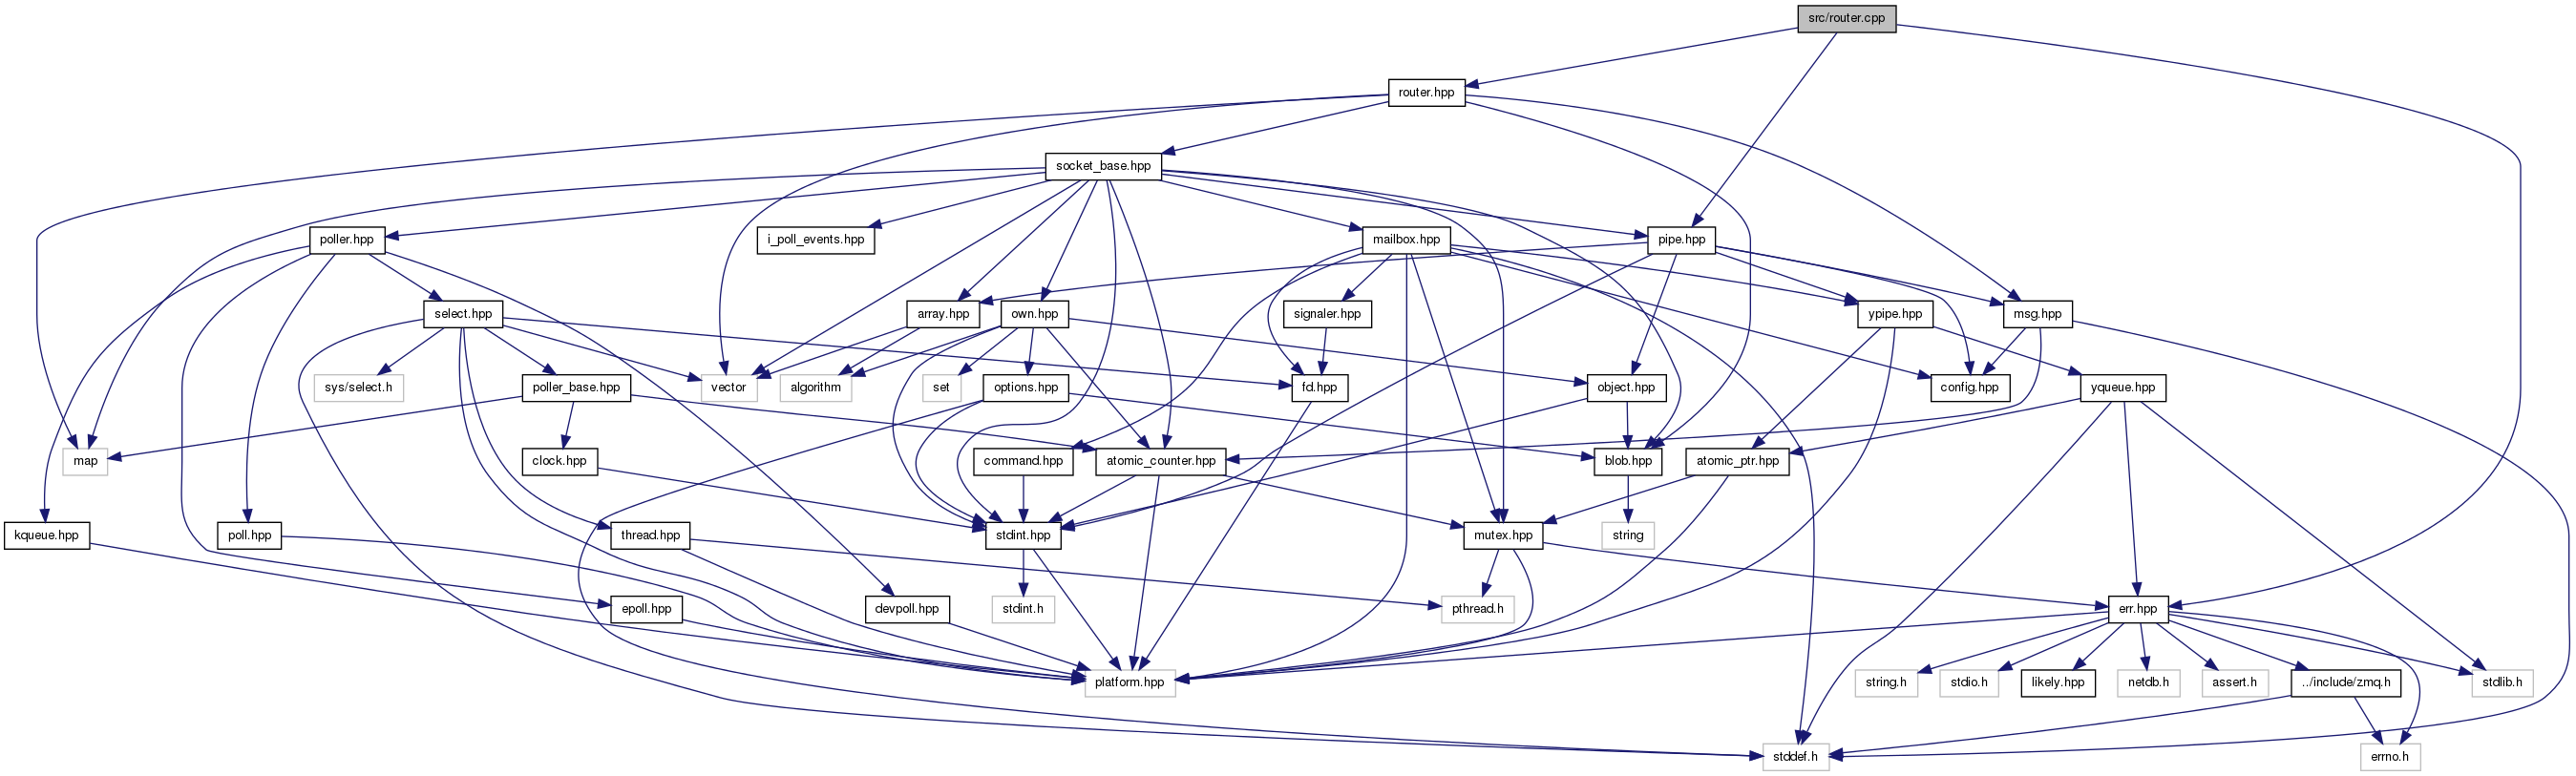 src/router.cpp
router.hpp
socket_base.hpp
poller.hpp
i_poll_events.hpp
mailbox.hpp
pipe.hpp
select.hpp
array.hpp
own.hpp
signaler.hpp
ypipe.hpp
msg.hpp
sys/select.h
poller_base.hpp
vector
algorithm
set
options.hpp
fd.hpp
object.hpp
config.hpp
yqueue.hpp
map
clock.hpp
command.hpp
atomic_counter.hpp
blob.hpp
atomic_ptr.hpp
kqueue.hpp
poll.hpp
thread.hpp
stdint.hpp
mutex.hpp
string
epoll.hpp
devpoll.hpp
stdint.h
pthread.h
err.hpp
platform.hpp
string.h
stdio.h
likely.hpp
netdb.h
assert.h
../include/zmq.h
stdlib.h
stddef.h
errno.h